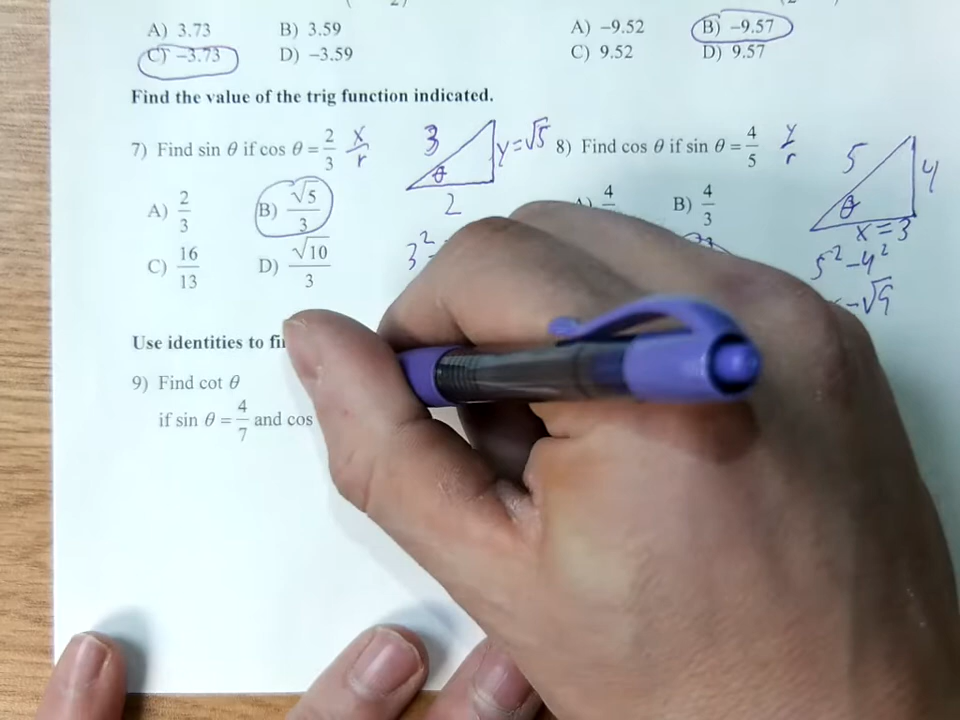 A) 3.73 B) 3.59
C) −3.73 D) −3.59
A) −9.52 B) −9.57
C) 9.52 D) 9.57
Find the value of the trig function indicated.
7) Find sin θ if cos θ = 2/3 x/r
3
θ
2
y=√5
A) 2/3 B) √5/3
C) 16/13 D) √10/3
3²
8) Find cos θ if sin θ = 4/5 y/r
5
4
θ
x=3
B) 4/3
5²−4²
Use identities to
9) Find cot θ
if sin θ = 4/7 and cos